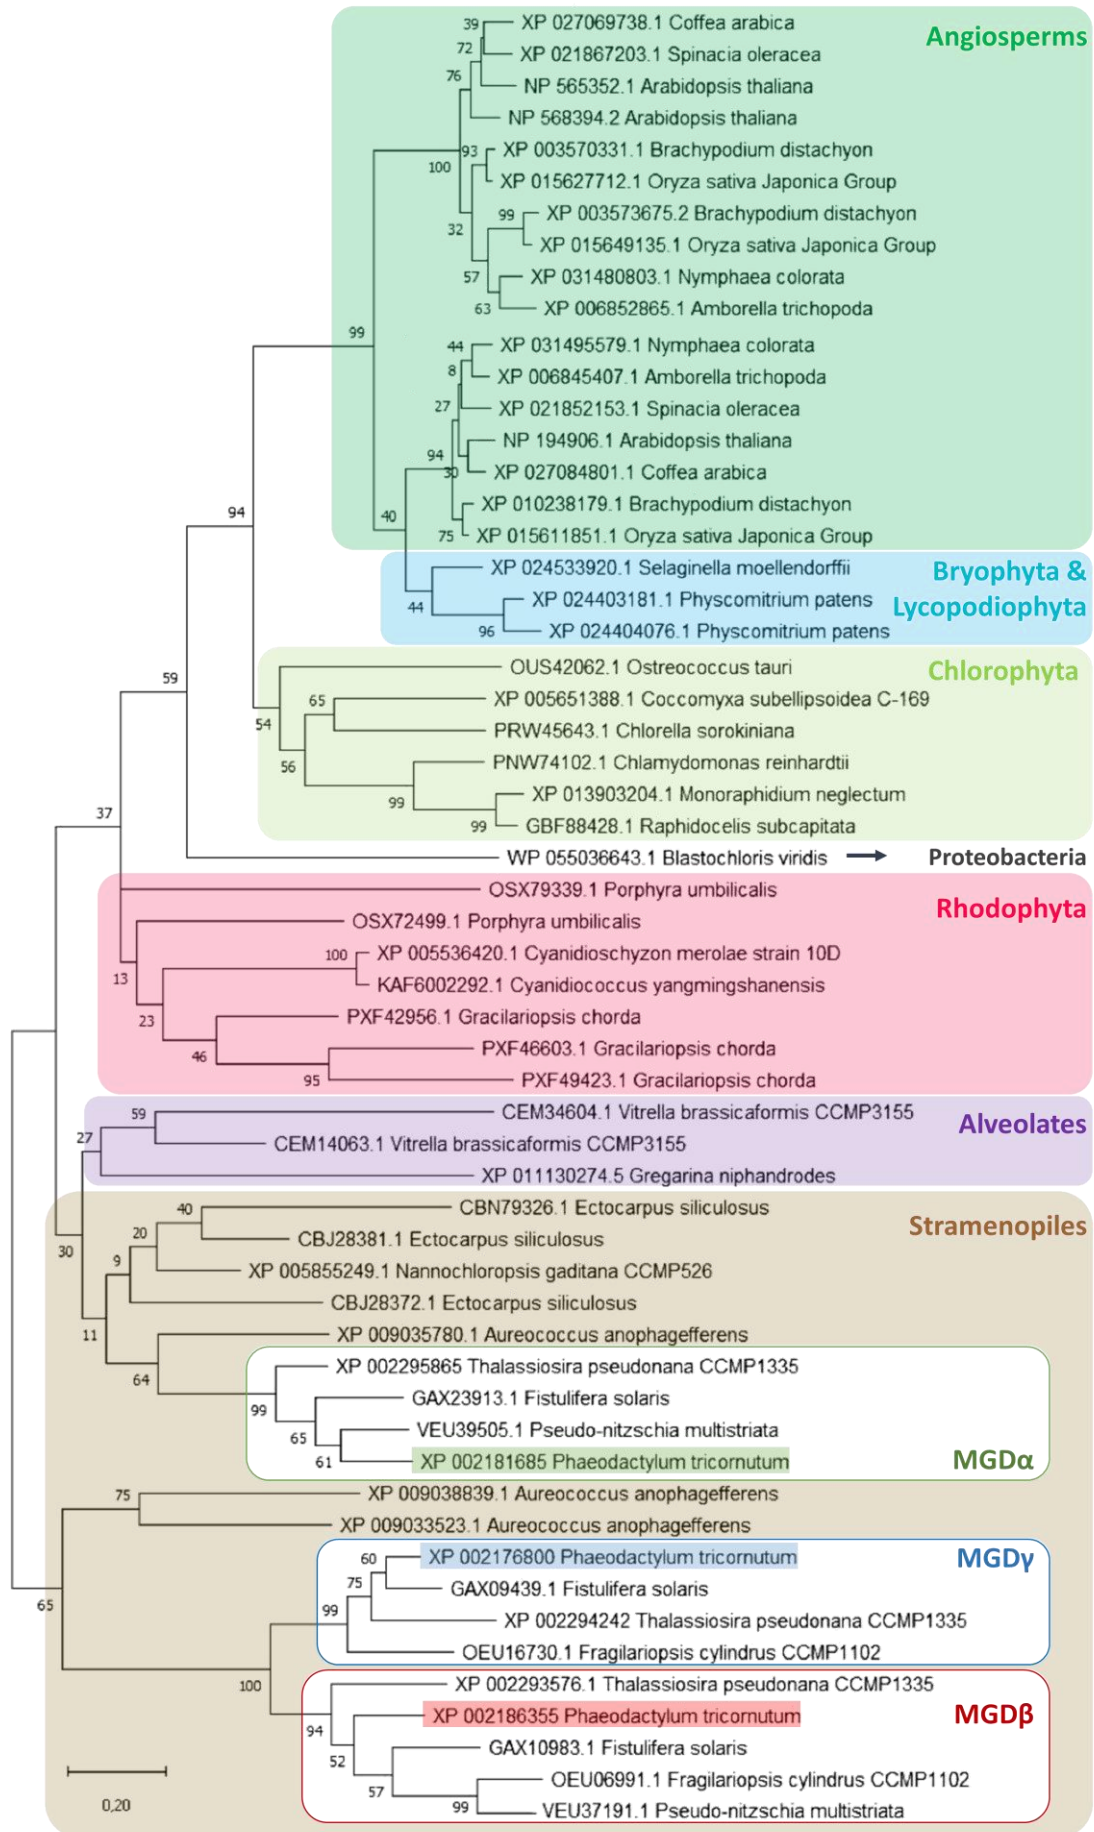 39
XP 027069738.1 Coffea arabica
Angiosperms
72
XP 021867203.1 Spinacia oleracea
76
NP 565352.1 Arabidopsis thaliana
NP 568394.2 Arabidopsis thaliana
93
XP 003570331.1 Brachypodium distachyon
100
XP 015627712.1 Oryza sativa Japonica Group
99
XP 003573675.2 Brachypodium distachyon
32
XP 015649135.1 Oryza sativa Japonica Group
57
XP 031480803.1 Nymphaea colorata
63
XP 006852865.1 Amborella trichopoda
99
44
XP 031495579.1 Nymphaea colorata
8
XP 006845407.1 Amborella trichopoda
27
XP 021852153.1 Spinacia oleracea
NP 194906.1 Arabidopsis thaliana
94
30
XP 027084801.1 Coffea arabica
XP 010238179.1 Brachypodium distachyon
94
40
75
XP 015611851.1 Oryza sativa Japonica Group
XP 024533920.1 Selaginella moellendorffii
Bryophyta &
Lycopodiophyta
44
XP 024403181.1 Physcomitrium patens
96
XP 024404076.1 Physcomitrium patens
OUS42062.1 Ostreococcus tauri
Chlorophyta
59
65
XP 005651388.1 Coccomyxa subellipsoidea C-169
54
PRW45643.1 Chlorella sorokiniana
56
PNW74102.1 Chlamydomonas reinhardtii
99
XP 013903204.1 Monoraphidium neglectum
37
99
GBF88428.1 Raphidocelis subcapitata
WP 055036643.1 Blastochloris viridis
Proteobacteria
OSX79339.1 Porphyra umbilicalis
Rhodophyta
OSX72499.1 Porphyra umbilicalis
100
XP 005536420.1 Cyanidioschyzon merolae strain 10D
13
KAF6002292.1 Cyanidiococcus yangmingshanensis
23
PXF42956.1 Gracilariopsis chorda
46
PXF46603.1 Gracilariopsis chorda
95
PXF49423.1 Gracilariopsis chorda
59
CEM34604.1 Vitrella brassicaformis CCMP3155
Alveolates
27
CEM14063.1 Vitrella brassicaformis CCMP3155
XP 011130274.5 Gregarina niphandrodes
40
CBN79326.1 Ectocarpus siliculosus
Stramenopiles
20
CBJ28381.1 Ectocarpus siliculosus
30
9
XP 005855249.1 Nannochloropsis gaditana CCMP526
CBJ28372.1 Ectocarpus siliculosus
11
XP 009035780.1 Aureococcus anophagefferens
64
XP 002295865 Thalassiosira pseudonana CCMP1335
99
GAX23913.1 Fistulifera solaris
65
VEU39505.1 Pseudo-nitzschia multistriata
61
XP 002181685 Phaeodactylum tricornutum
MGDα
75
XP 009038839.1 Aureococcus anophagefferens
XP 009033523.1 Aureococcus anophagefferens
60
XP 002176800 Phaeodactylum tricornutum
MGDγ
75
GAX09439.1 Fistulifera solaris
65
99
XP 002294242 Thalassiosira pseudonana CCMP1335
OEU16730.1 Fragilariopsis cylindrus CCMP1102
100
XP 002293576.1 Thalassiosira pseudonana CCMP1335
94
XP 002186355 Phaeodactylum tricornutum
MGDβ
52
GAX10983.1 Fistulifera solaris
57
OEU06991.1 Fragilariopsis cylindrus CCMP1102
99
VEU37191.1 Pseudo-nitzschia multistriata
0,20